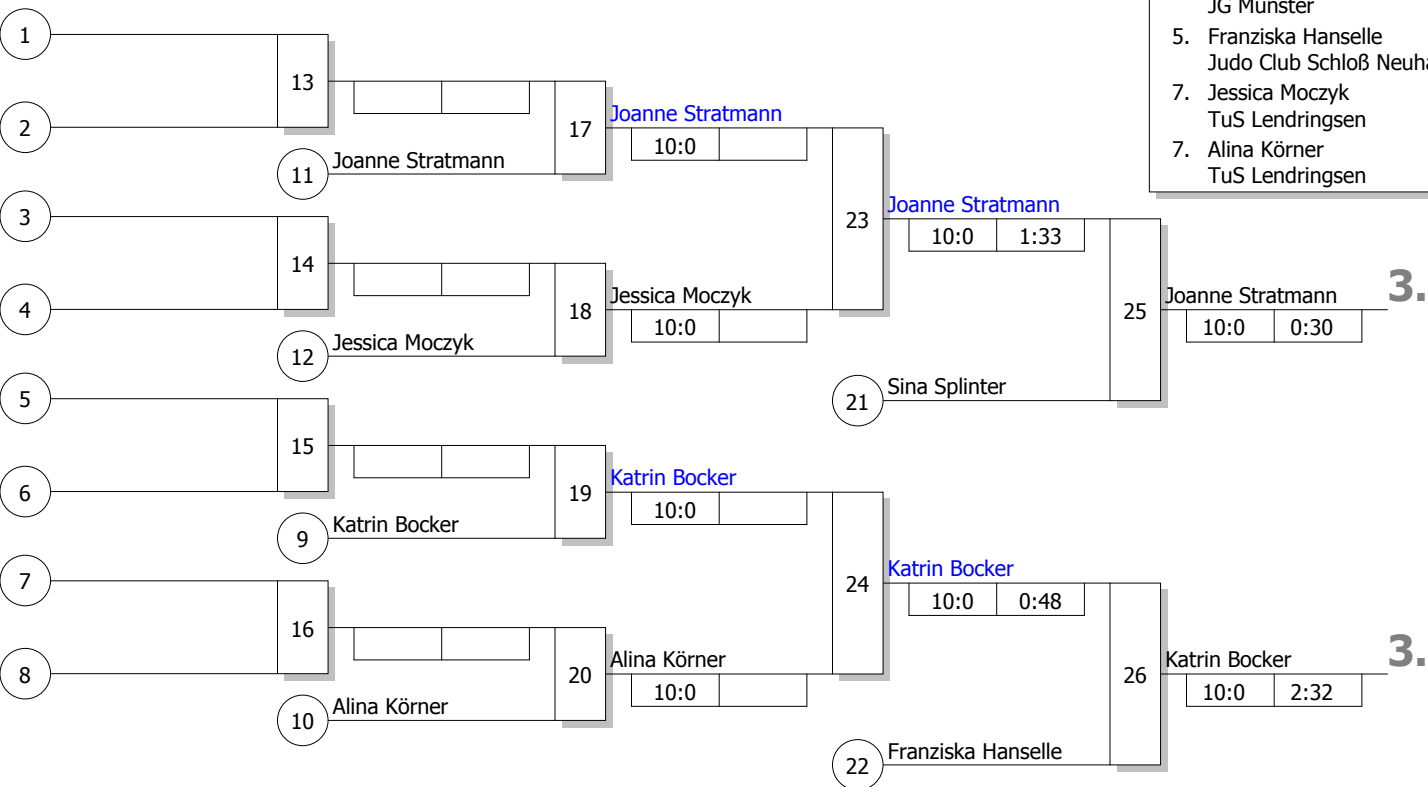 JG Münster
5. Franziska Hanselle
7. Jessica Moczyk
TuS Lendringsen
7. Alina Körner
TuS Lendringsen
1
2
13
17
Joanne Stratmann
10:0
11
Joanne Stratmann
3
4
14
18
Jessica Moczyk
10:0
12
Jessica Moczyk
23
Joanne Stratmann
10:0 1:33
25
Joanne Stratmann
10:0 0:30
3.
21
Sina Splinter
5
6
15
19
Katrin Bocker
10:0
9
Katrin Bocker
7
8
16
20
Alina Körner
10:0
10
Alina Körner
24
Katrin Bocker
10:0 0:48
26
Katrin Bocker
10:0 2:32
3.
22
Franziska Hanselle
Judo Club Schloß